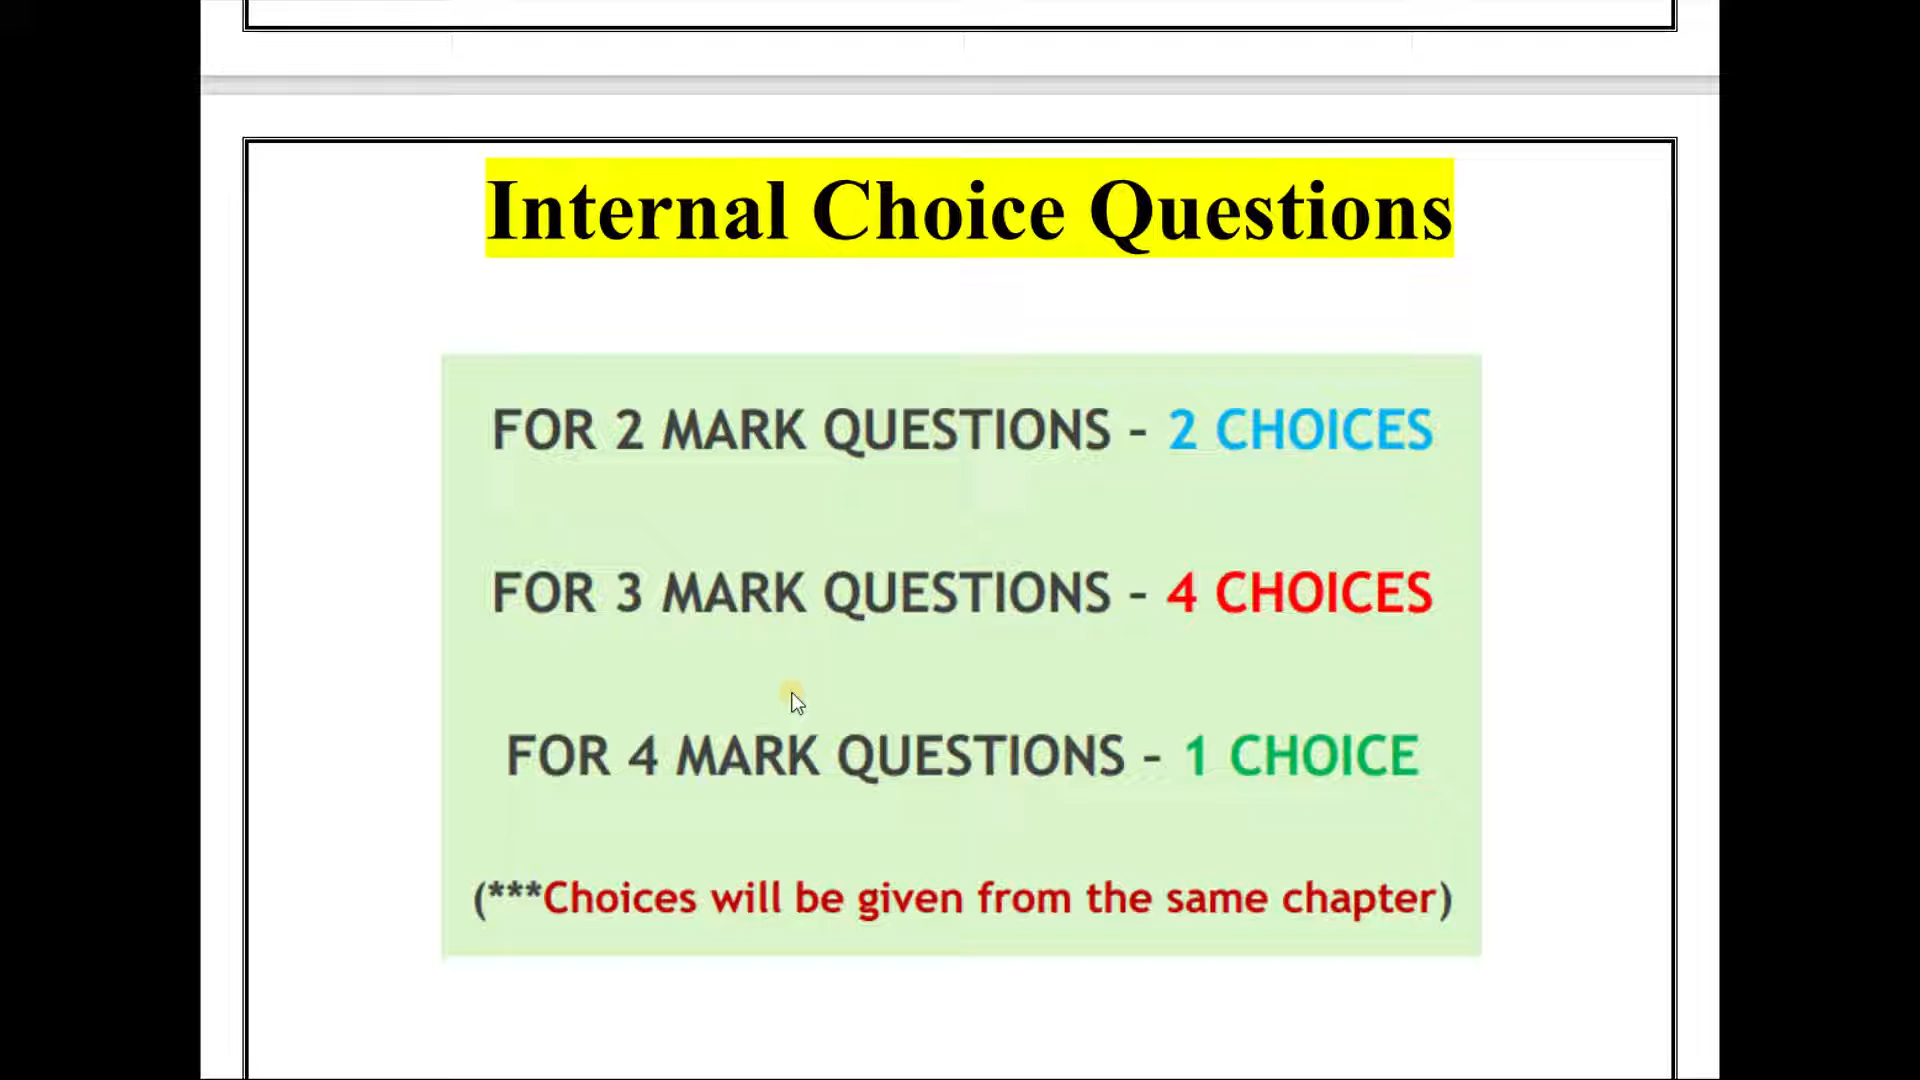 Internal Choice Questions
FOR 2 MARK QUESTIONS – 2 CHOICES
FOR 3 MARK QUESTIONS – 4 CHOICES
FOR 4 MARK QUESTIONS – 1 CHOICE
(***Choices will be given from the same chapter)